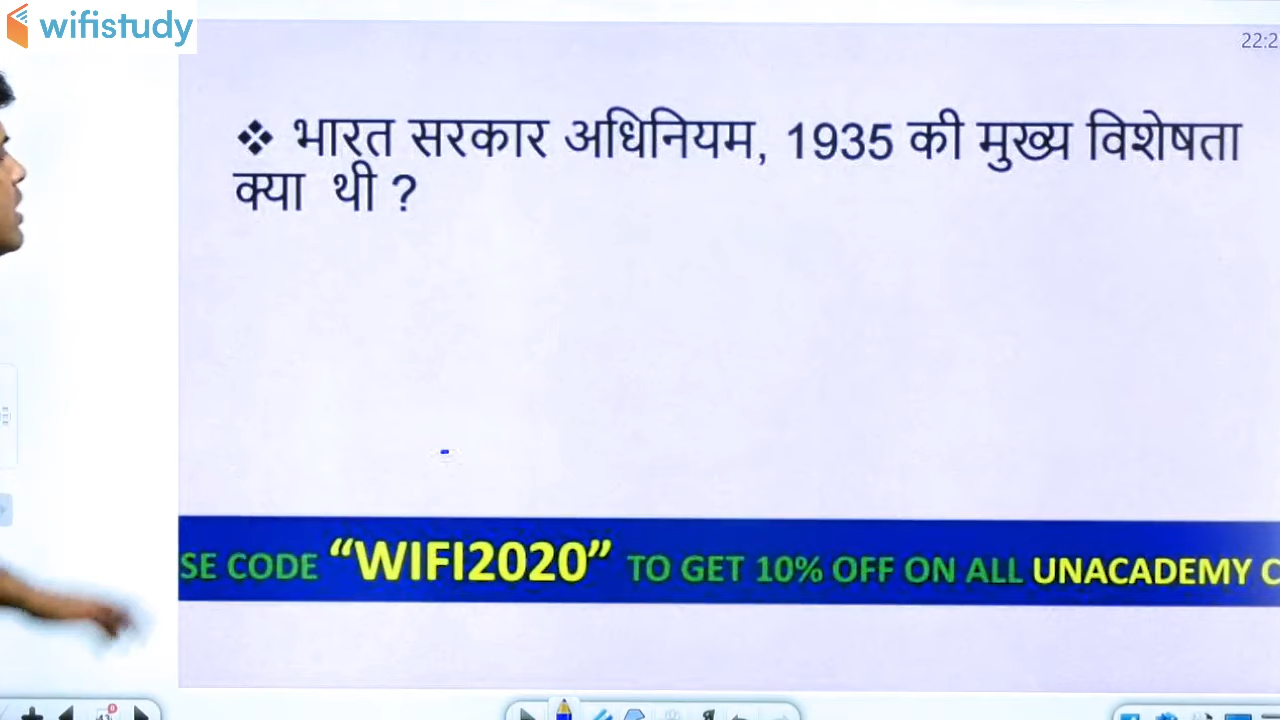 wifistudy
22:2
❖ भारत सरकार अधिनियम, 1935 की मुख्य विशेषता
क्या थी ?
SE CODE “WIFI2020” TO GET 10% OFF ON ALL UNACADEMY C